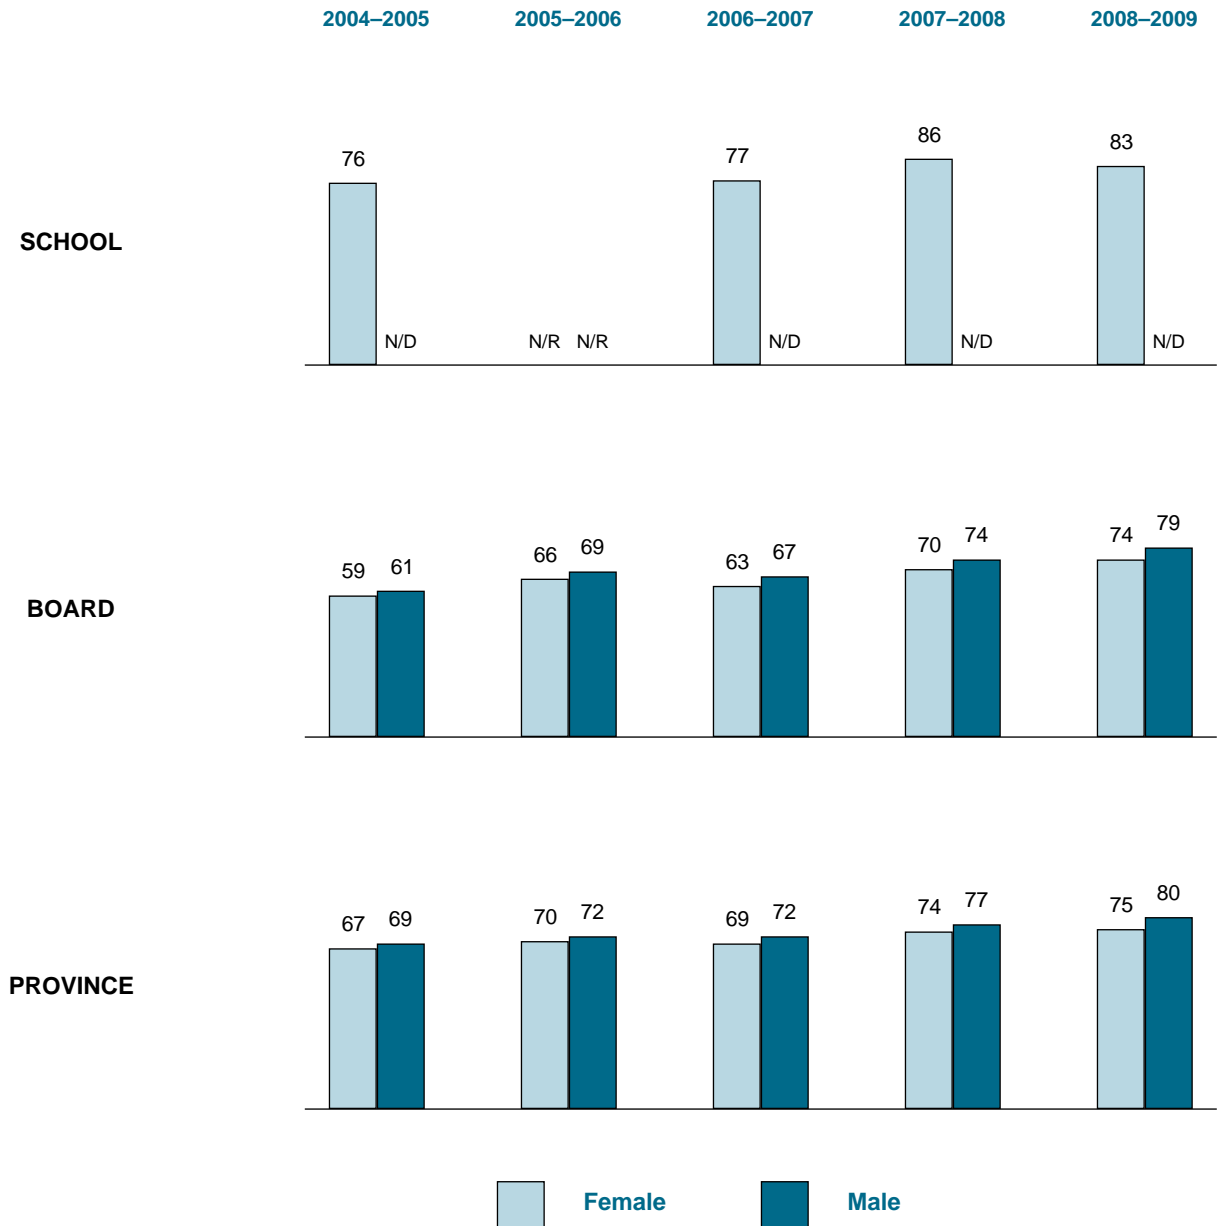 2004–2005 2005–2006 2006–2007 2007–2008 2008–2009
SCHOOL
76 N/D N/R N/R 77 N/D 86 N/D 83 N/D
BOARD
59 61 66 69 63 67 70 74 74 79
PROVINCE
67 69 70 72 69 72 74 77 75 80
Female Male